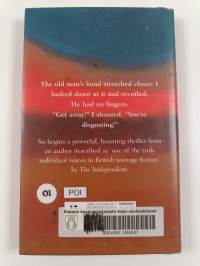 The old man's hand stretched closer. I
looked down at it and recoiled.
He had no fingers.
"Get away!" I shouted. "You're
disgusting!"
So begins a powerful, haunting thriller from
an author described as 'one of the truly
individual voices in British teenage fiction',
by The Independent.
01 POI